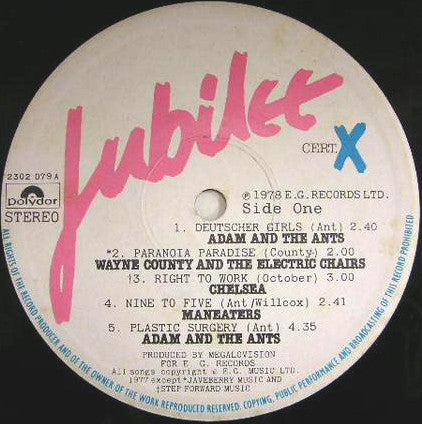 Jubilee
CERT X
2302 079 A
polydor
STEREO
℗ 1978 E.G. RECORDS LTD.
Side One
1. DEUTSCHER GIRLS (Ant) 2.40
ADAM AND THE ANTS
*2. PARANOIA PARADISE (County) 2.00
WAYNE COUNTY AND THE ELECTRIC CHAIRS
†3. RIGHT TO WORK (October) 3.00
CHELSEA
4. NINE TO FIVE (Ant/Willcox) 2.41
MANEATERS
5. PLASTIC SURGERY (Ant) 4.35
ADAM AND THE ANTS
PRODUCED BY MEGALOVISION
FOR E. G. RECORDS
All songs copyright E.G. MUSIC LTD.
1977 except *JAVEBERRY MUSIC AND
†STEP FORWARD MUSIC
ALL RIGHTS OF THE RECORD PRODUCER AND OF THE OWNER OF THE WORK REPRODUCED RESERVED. COPYING, PUBLIC PERFORMANCE AND BROADCASTING OF THIS RECORD PROHIBITED.